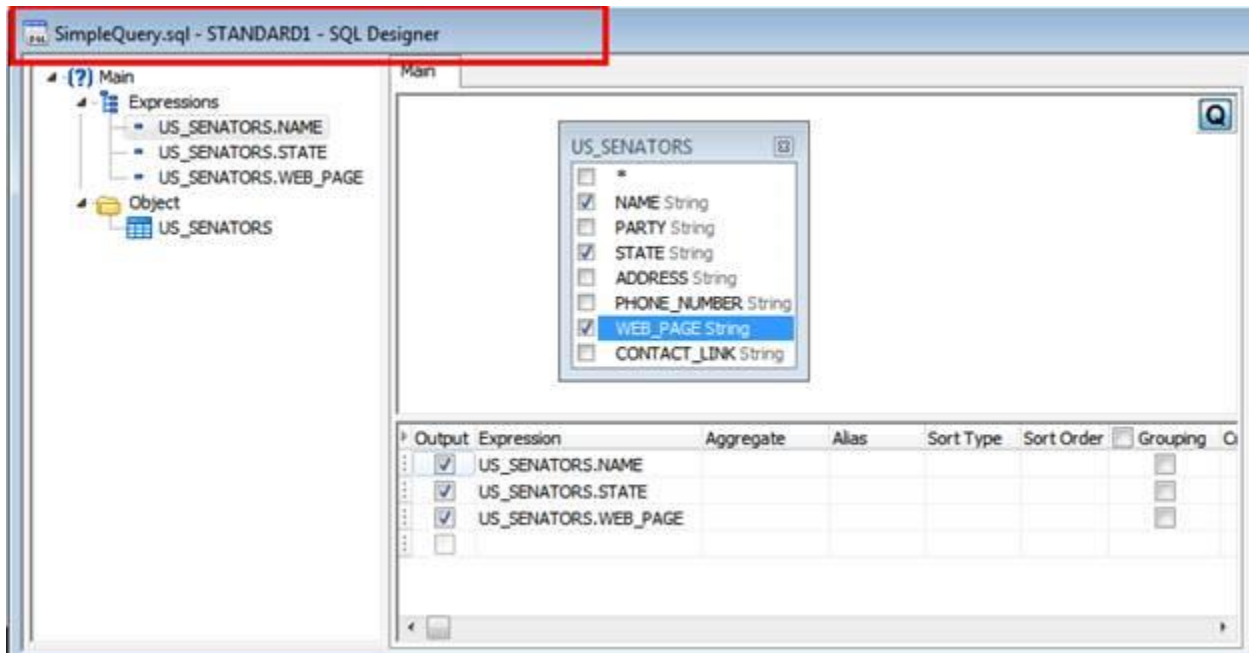 SimpleQuery.sql - STANDARD1 - SQL Designer
(?) Main
Expressions
US_SENATORS.NAME
US_SENATORS.STATE
US_SENATORS.WEB_PAGE
Object
US_SENATORS
Main
Q
US_SENATORS
*
NAME String
PARTY String
STATE String
ADDRESS String
PHONE_NUMBER String
WEB_PAGE String
CONTACT_LINK String
Output Expression Aggregate Alias Sort Type Sort Order Grouping
US_SENATORS.NAME
US_SENATORS.STATE
US_SENATORS.WEB_PAGE